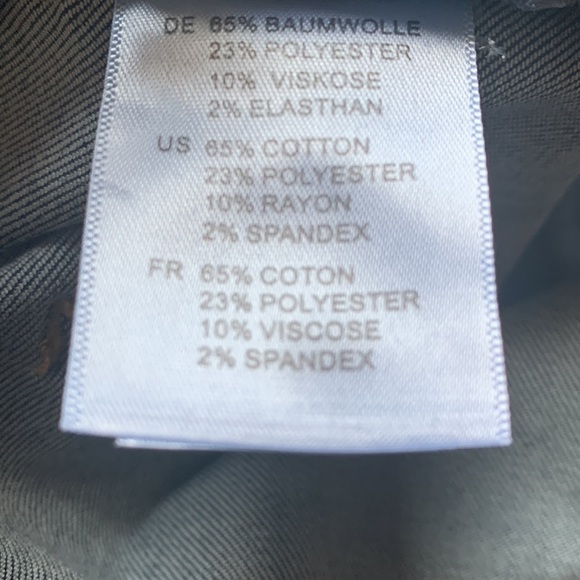 DE 65% BAUMWOLLE
23% POLYESTER
10% VISKOSE
2% ELASTHAN
US 65% COTTON
23% POLYESTER
10% RAYON
2% SPANDEX
FR 65% COTON
23% POLYESTER
10% VISCOSE
2% SPANDEX